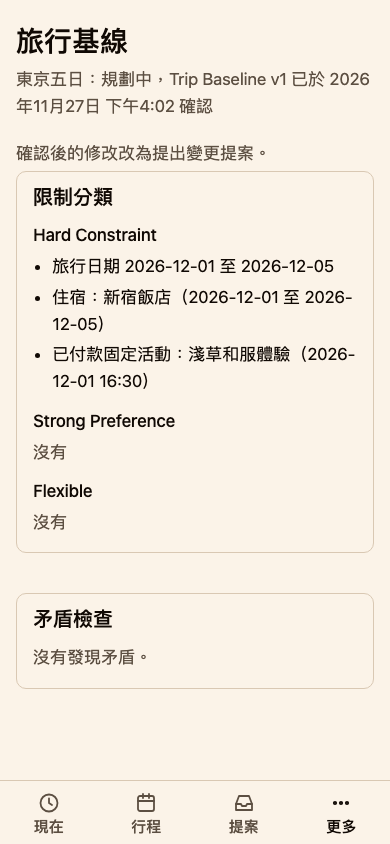 旅行基線
東京五日：規劃中，Trip Baseline v1 已於 2026
年11月27日 下午4:02 確認
確認後的修改改為提出變更提案。
限制分類
Hard Constraint
• 旅行日期 2026-12-01 至 2026-12-05
• 住宿：新宿飯店（2026-12-01 至 2026-
12-05）
• 已付款固定活動：淺草和服體驗（2026-
12-01 16:30）
Strong Preference
沒有
Flexible
沒有
矛盾檢查
沒有發現矛盾。
現在
行程
提案
更多